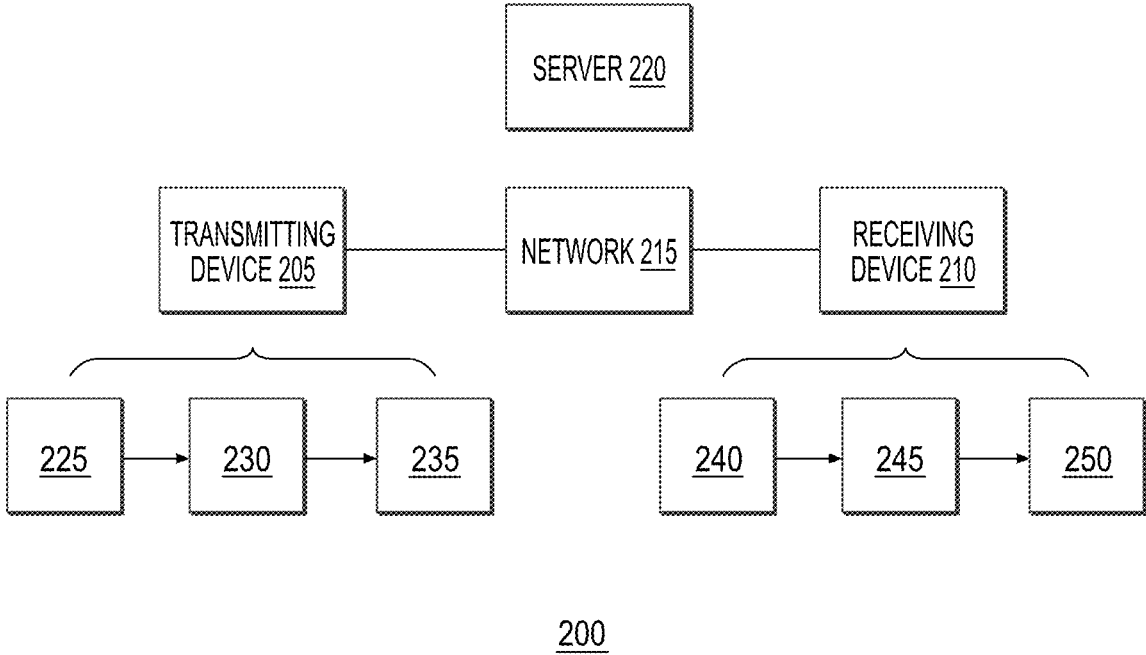 SERVER 220
TRANSMITTING
DEVICE 205
NETWORK 215
RECEIVING
DEVICE 210
225
230
235
240
245
250
200